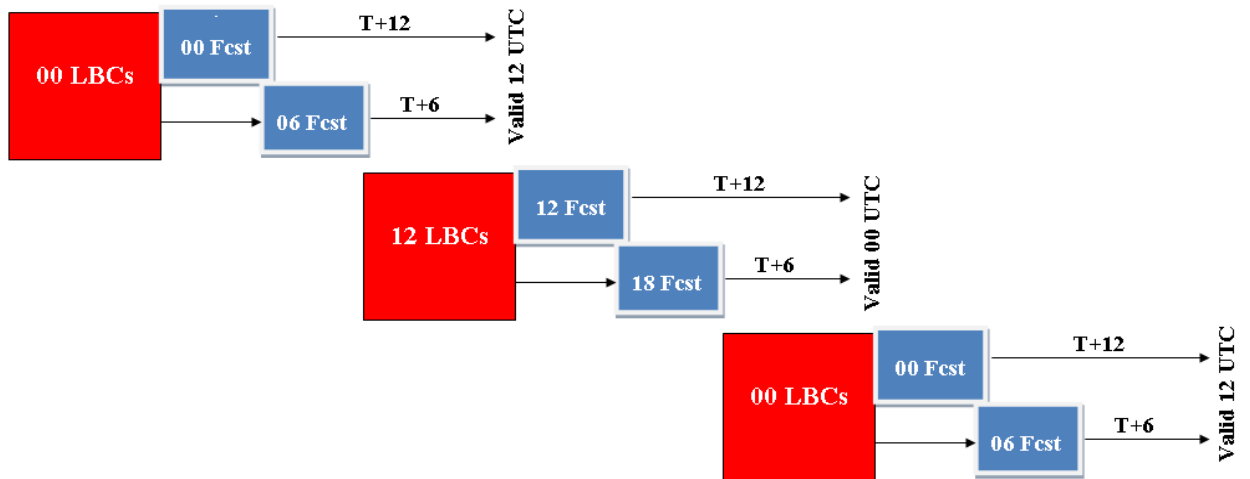 00 LBCs
00 Fcst
T+12
06 Fcst
T+6
Valid 12 UTC
12 LBCs
12 Fcst
T+12
18 Fcst
T+6
Valid 00 UTC
00 LBCs
00 Fcst
T+12
06 Fcst
T+6
Valid 12 UTC